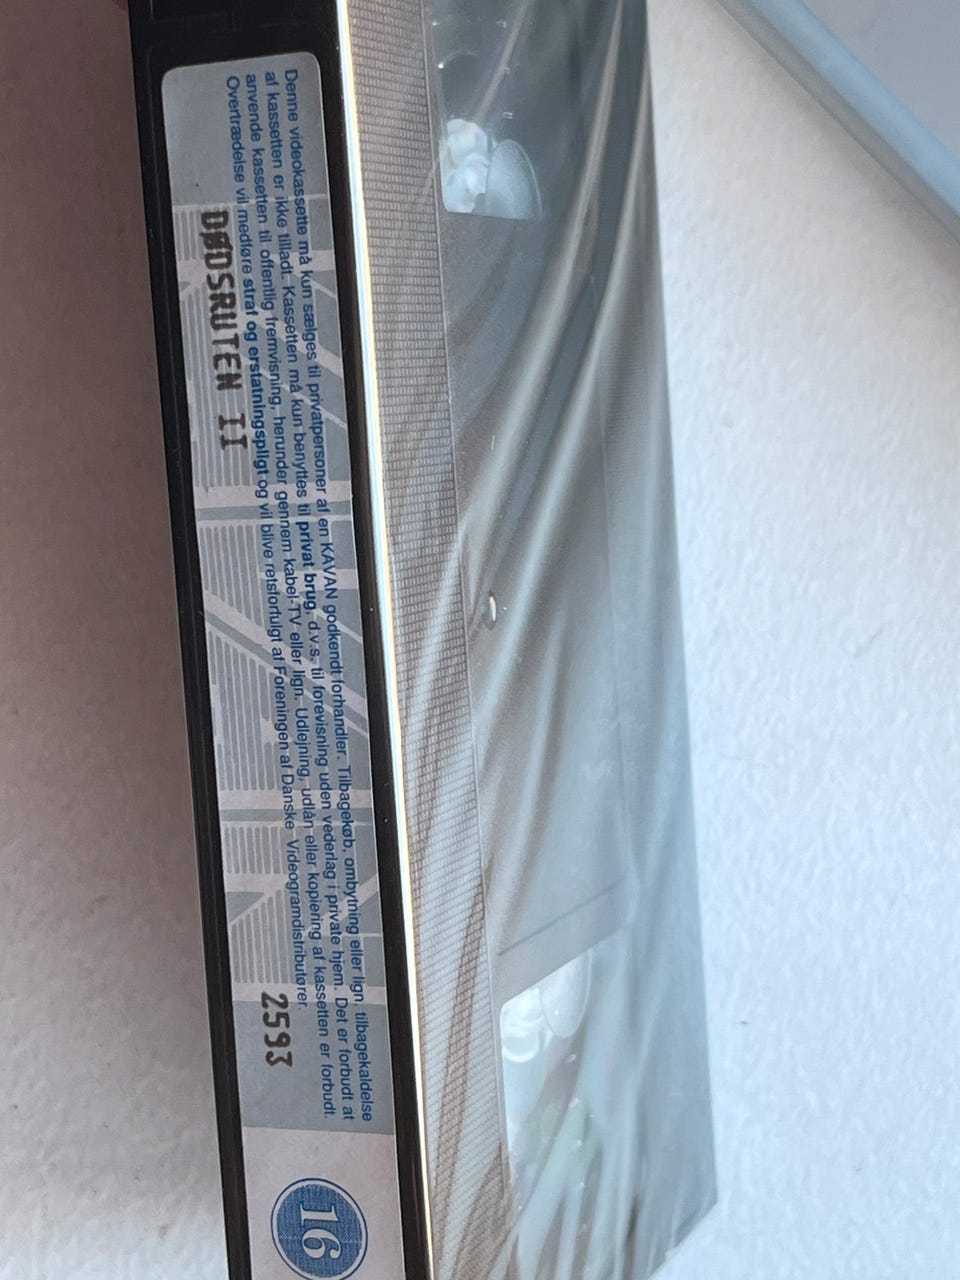 Denne videokassette må kun sælges til privatpersoner af en KAVAN godkendt forhandler. Tilbagekøb, ombytning eller lign. tilbagekaldelse
af kassetten er ikke tilladt. Kassetten må kun benyttes til privat brug, d.v.s. til forevisning uden vederlag i private hjem. Det er forbudt at
anvende kassetten til offentlig fremvisning, herunder gennem kabel-TV eller lign. Udlejning, udlån eller kopiering af kassetten er forbudt.
Overtrædelse vil medføre straf og erstatningspligt og vil blive retsforfulgt af Foreningen af Danske Videogramdistributører.
DØDSRUTEN II 2593
16